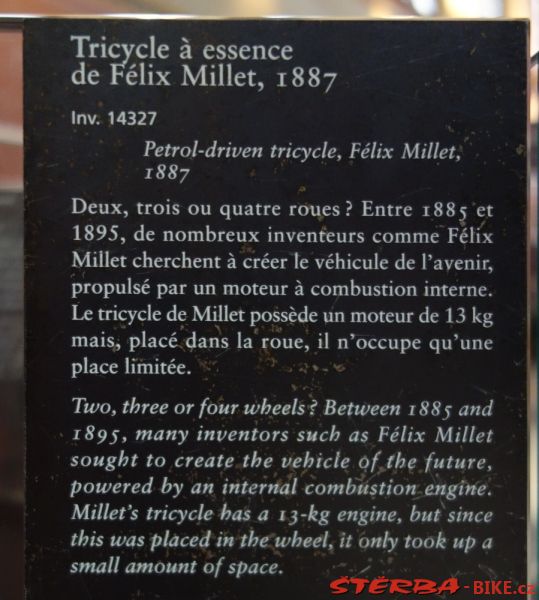 Tricycle à essence
de Félix Millet, 1887
Inv. 14327
Petrol-driven tricycle, Félix Millet,
1887
Deux, trois ou quatre roues ? Entre 1885 et
1895, de nombreux inventeurs comme Félix
Millet cherchent à créer le véhicule de l'avenir,
propulsé par un moteur à combustion interne.
Le tricycle de Millet possède un moteur de 13 kg
mais, placé dans la roue, il n'occupe qu'une
place limitée.
Two, three or four wheels ? Between 1885 and
1895, many inventors such as Félix Millet
sought to create the vehicle of the future,
powered by an internal combustion engine.
Millet's tricycle has a 13-kg engine, but since
this was placed in the wheel, it only took up a
small amount of space.
ŠTĚRBA-BIKE.cz